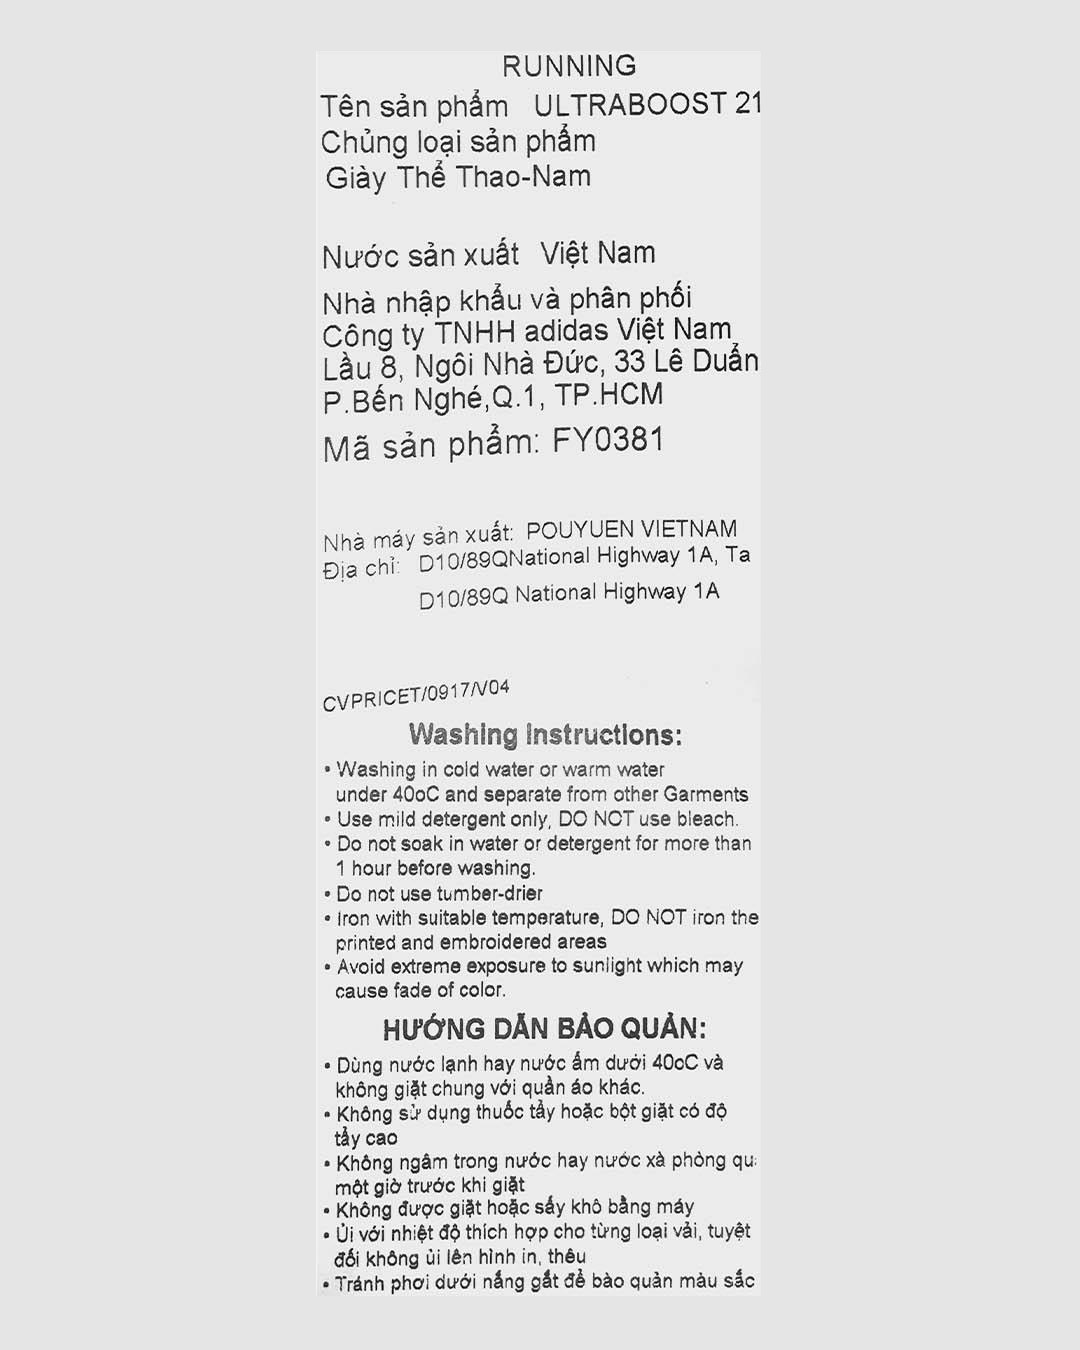 RUNNING
Tên sản phẩm ULTRABOOST 21
Chủng loại sản phẩm
Giày Thể Thao-Nam
Nước sản xuất Việt Nam
Nhà nhập khẩu và phân phối
Công ty TNHH adidas Việt Nam
Lầu 8, Ngôi Nhà Đức, 33 Lê Duẩn
P.Bến Nghé,Q.1, TP.HCM
Mã sản phẩm: FY0381
Nhà máy sản xuất: POUYUEN VIETNAM
Địa chỉ: D10/89QNational Highway 1A, Ta
D10/89Q National Highway 1A
CVPRICET/0917/V04
Washing Instructions:
• Washing in cold water or warm water
under 40oC and separate from other Garments
• Use mild detergent only, DO NOT use bleach.
• Do not soak in water or detergent for more than
1 hour before washing.
• Do not use tumber-drier
• Iron with suitable temperature, DO NOT iron the
printed and embroidered areas
• Avoid extreme exposure to sunlight which may
cause fade of color.
HƯỚNG DẪN BẢO QUẢN:
• Dùng nước lạnh hay nước ấm dưới 40oC và
không giặt chung với quần áo khác.
• Không sử dụng thuốc tẩy hoặc bột giặt có độ
tẩy cao
• Không ngâm trong nước hay nước xà phòng
một giờ trước khi giặt
• Không được giặt hoặc sấy khô bằng máy
• Ủi với nhiệt độ thích hợp cho từng loại vải, tuyệt
đối không ủi lên hình in, thêu
• Tránh phơi dưới nắng gắt để bảo quản màu sắc